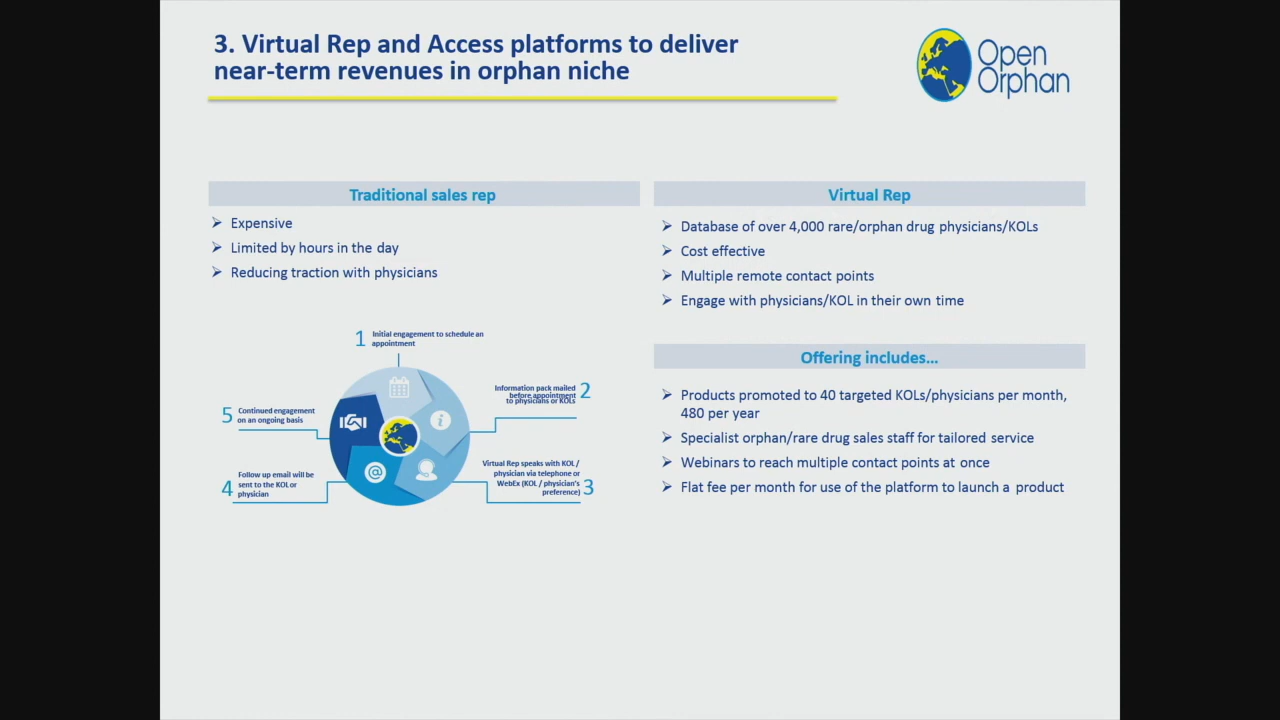 3. Virtual Rep and Access platforms to deliver
near-term revenues in orphan niche
Open
Orphan
Traditional sales rep
➢ Expensive
➢ Limited by hours in the day
➢ Reducing traction with physicians
1
Initial engagement to schedule an
appointment
2
Information pack mailed
before appointment
to physicians or KOLs
Virtual Rep speaks with KOL /
physician via telephone or
WebEx (KOL / physician's
preference)
3
Follow up email will be
sent to the KOL or
physician
4
5
Continued engagement
on an ongoing basis
Virtual Rep
➢ Database of over 4,000 rare/orphan drug physicians/KOLs
➢ Cost effective
➢ Multiple remote contact points
➢ Engage with physicians/KOL in their own time
Offering includes...
➢ Products promoted to 40 targeted KOLs/physicians per month,
480 per year
➢ Specialist orphan/rare drug sales staff for tailored service
➢ Webinars to reach multiple contact points at once
➢ Flat fee per month for use of the platform to launch a product